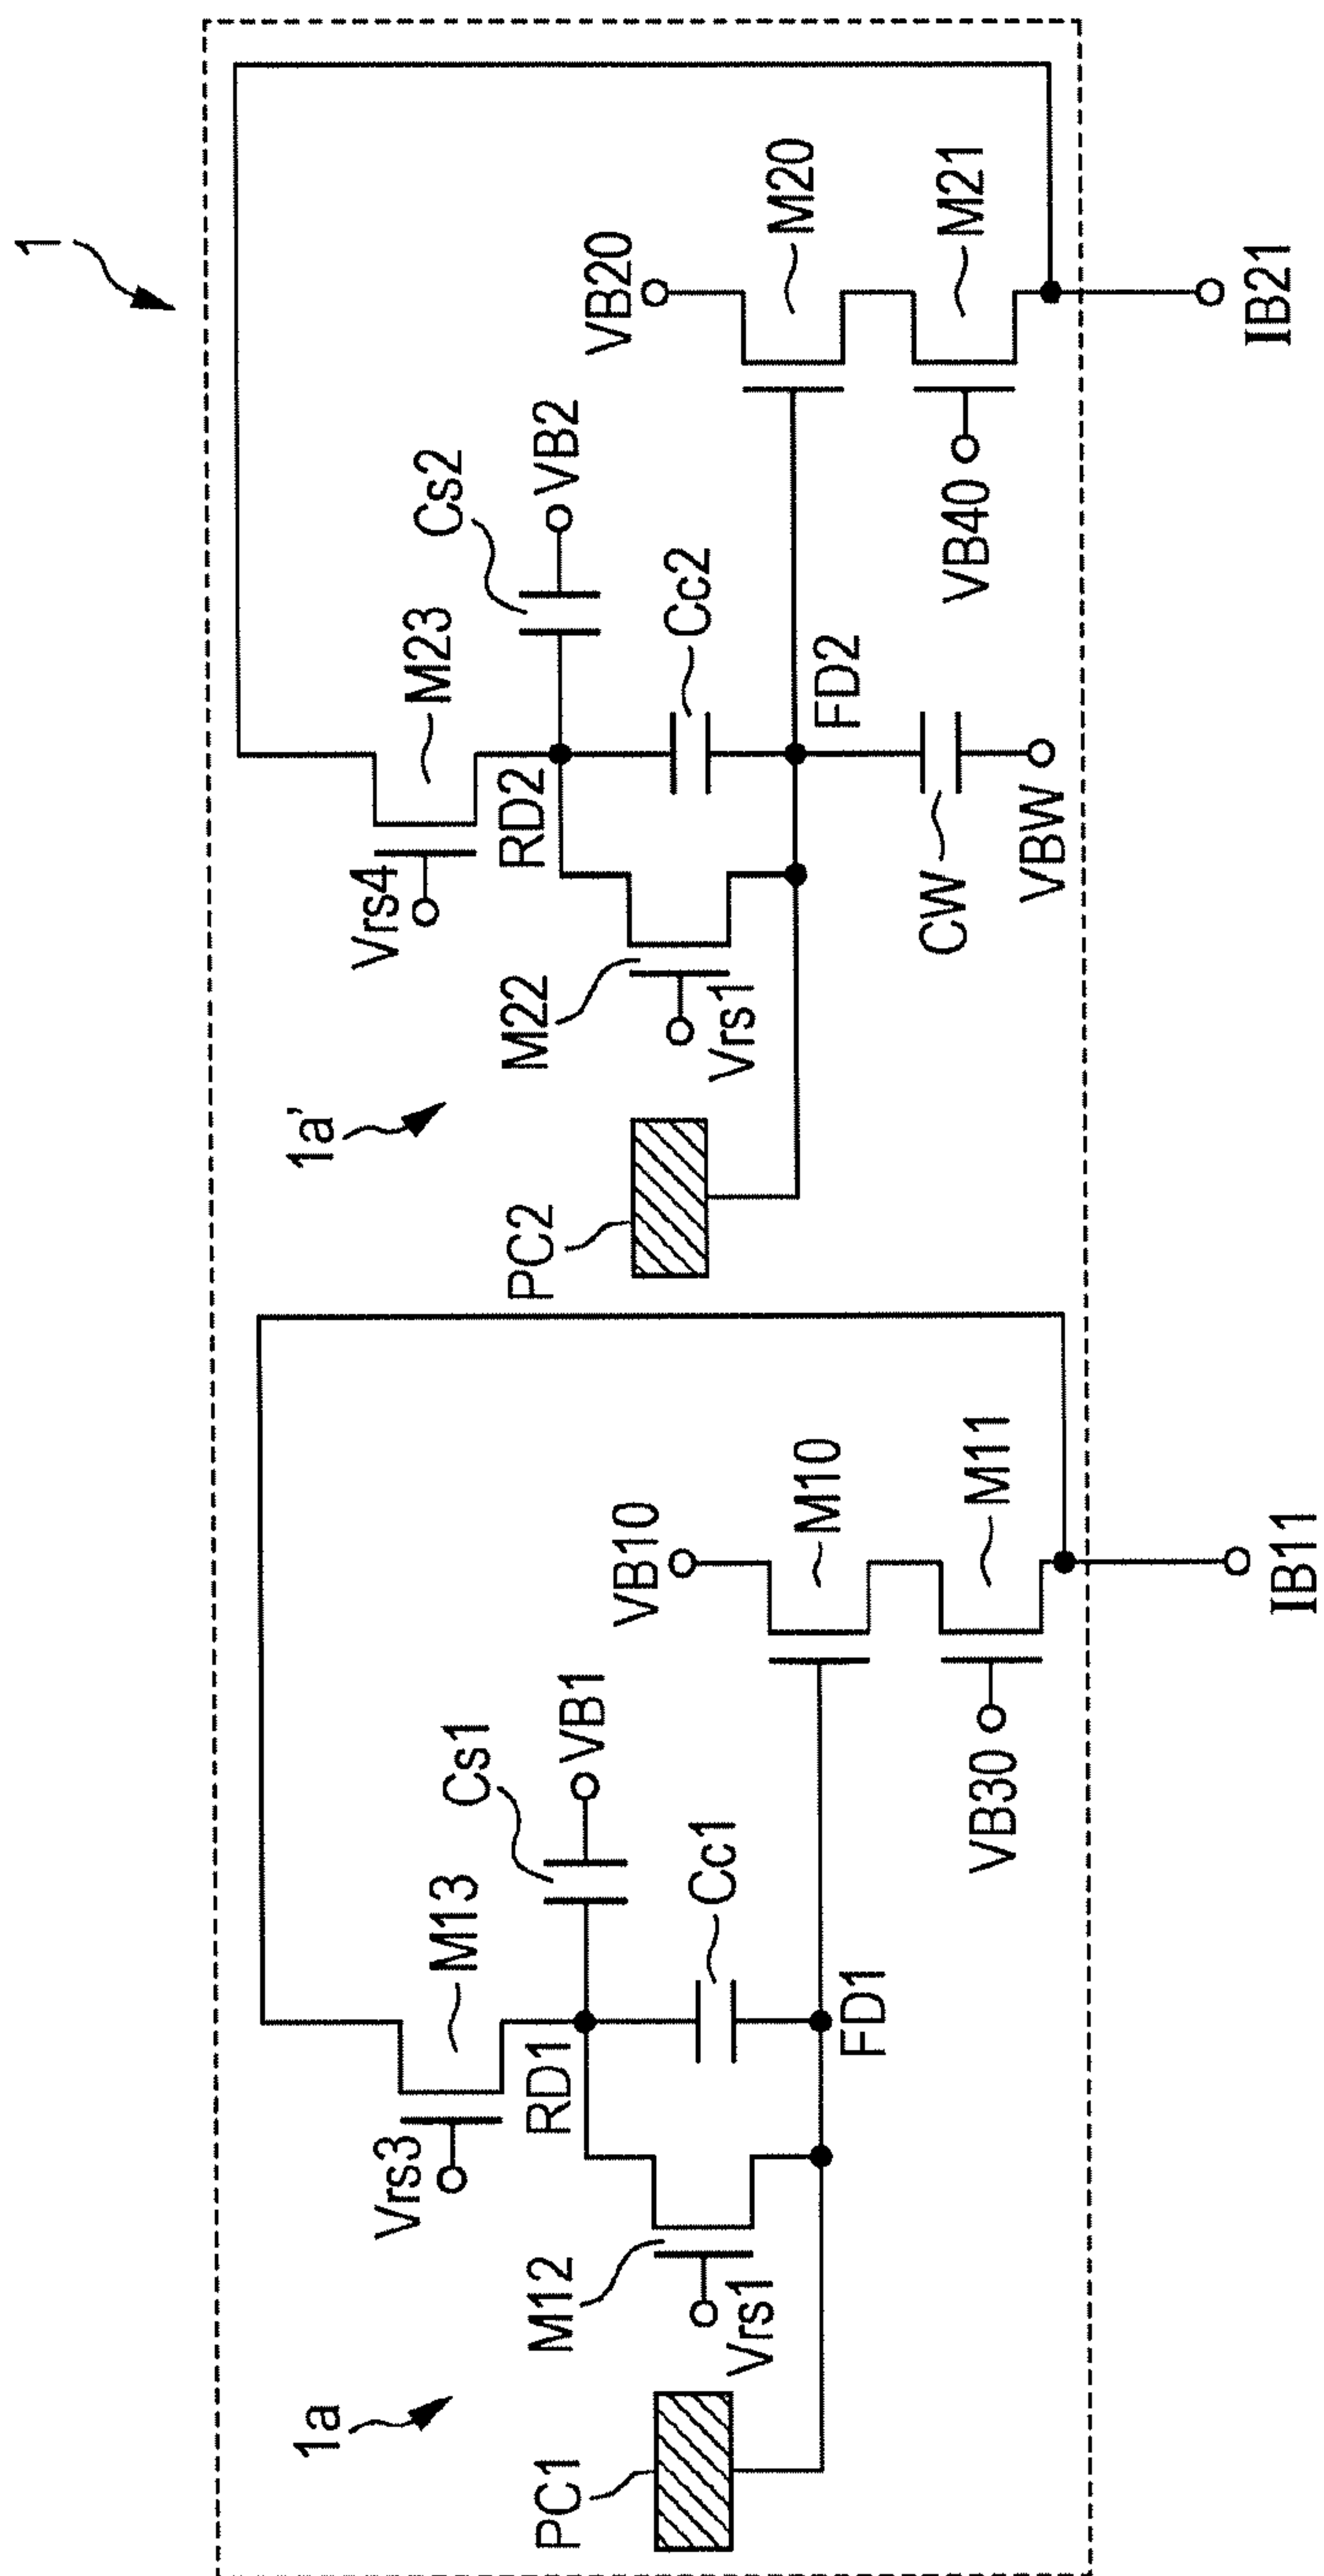 1
1a
PC1
M12
Vrs1
Vrs3
M13
RD1
Cs1
VB1
Cc1
FD1
VB10
M10
M11
VB30
IB11
1a'
PC2
M22
Vrs1
Vrs4
M23
RD2
Cs2
VB2
Cc2
FD2
CW
VBW
VB20
M20
M21
VB40
IB21